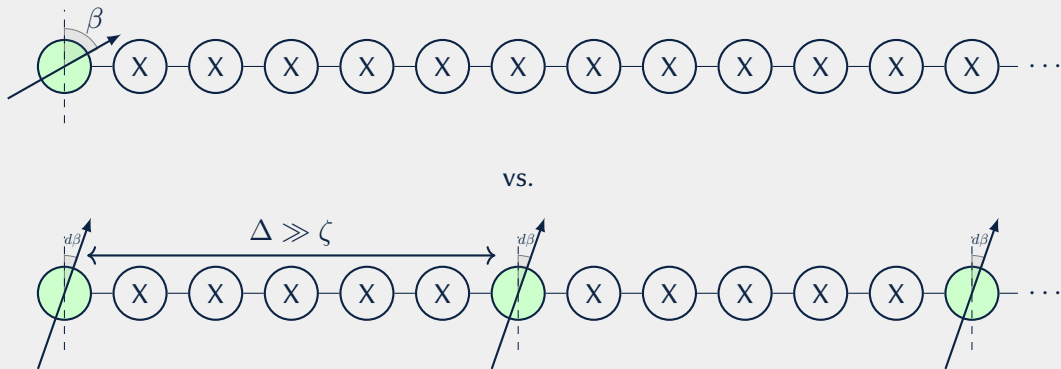 β
X X X X X X X X X X X X ···
vs.
Δ ≫ ζ
dβ dβ dβ
X X X X X X X X X X ···